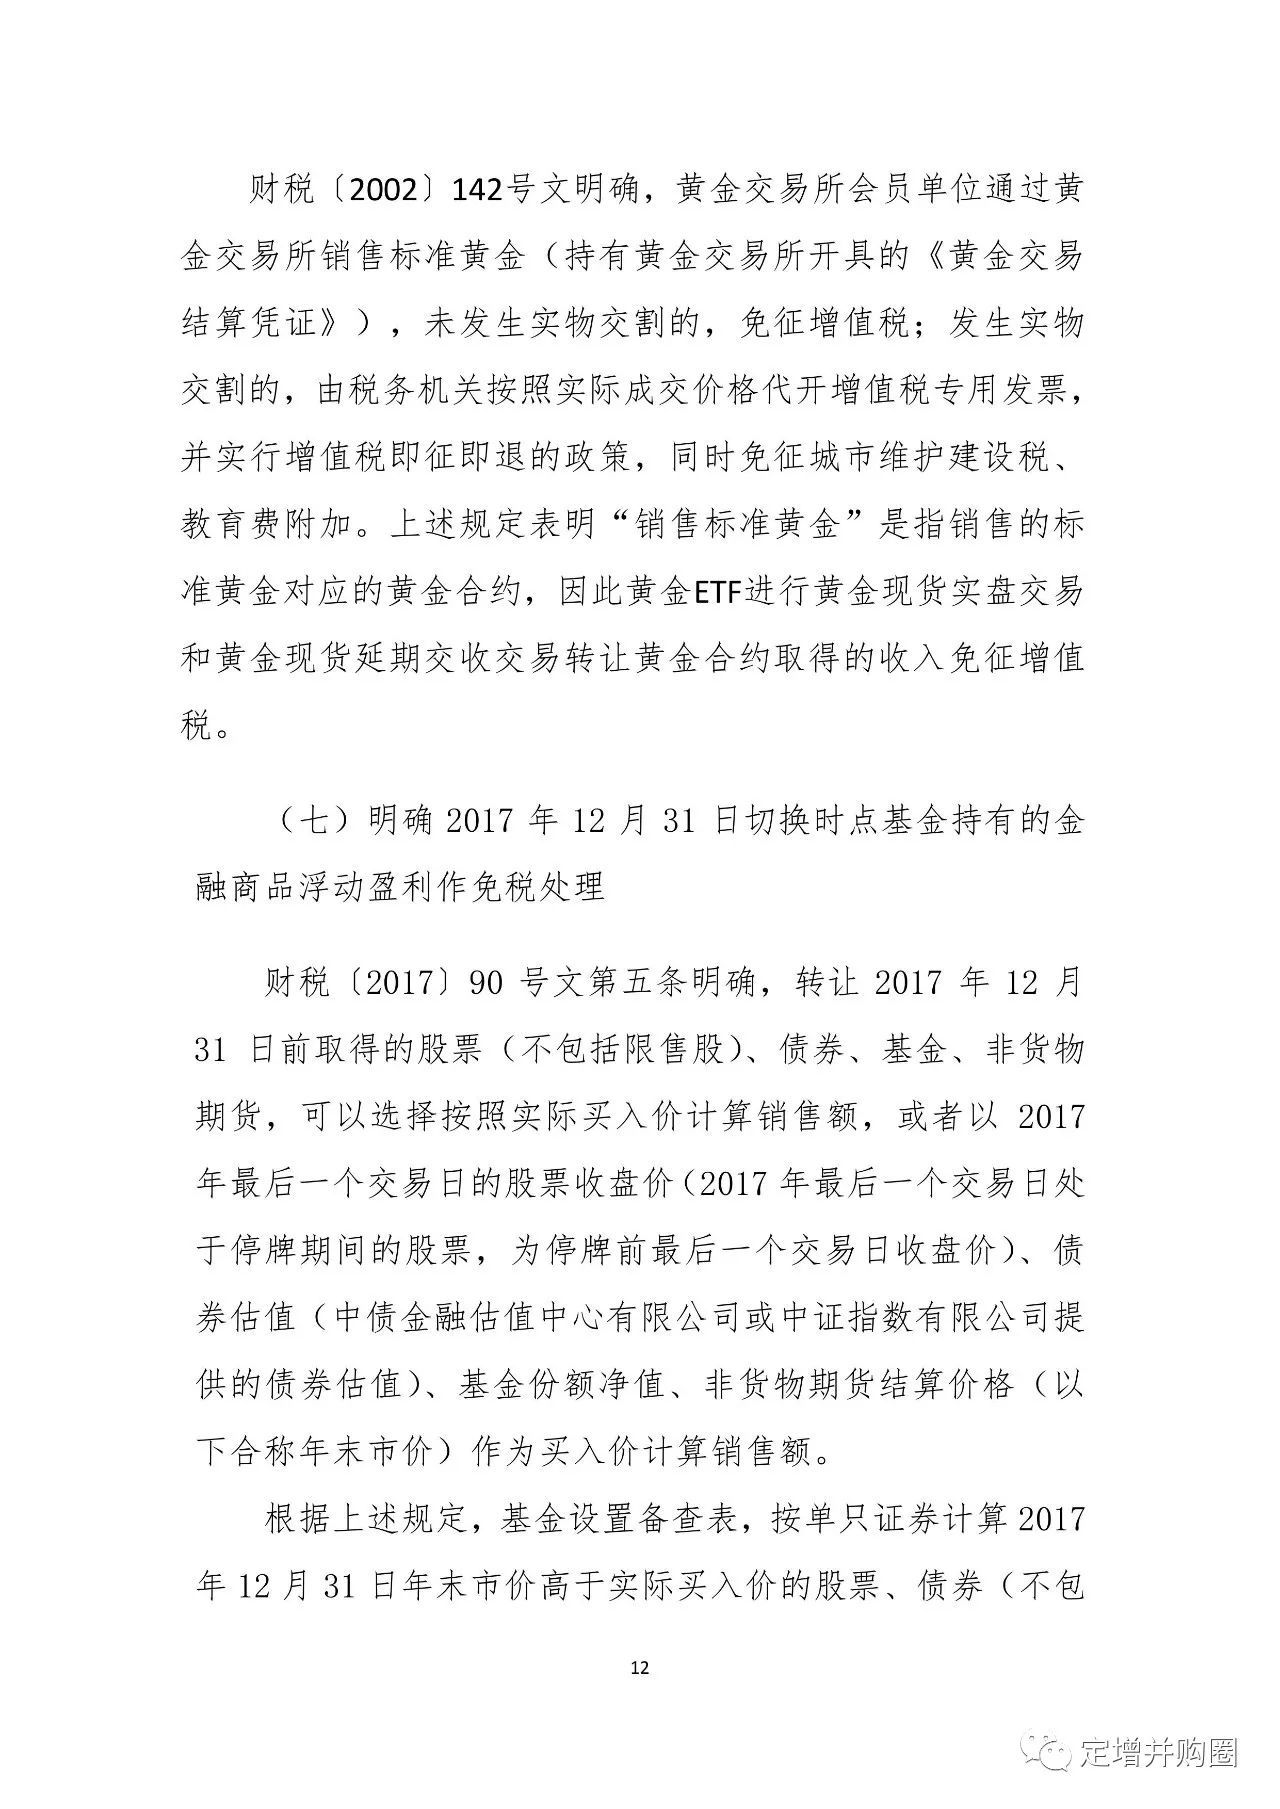 财税〔2002〕142号文明确，黄金交易所会员单位通过黄
金交易所销售标准黄金（持有黄金交易所开具的《黄金交易
结算凭证》），未发生实物交割的，免征增值税；发生实物
交割的，由税务机关按照实际成交价格代开增值税专用发票，
并实行增值税即征即退的政策，同时免征城市维护建设税、
教育费附加。上述规定表明“销售标准黄金”是指销售的标
准黄金对应的黄金合约，因此黄金ETF进行黄金现货实盘交易
和黄金现货延期交收交易转让黄金合约取得的收入免征增值
税。
（七）明确 2017 年 12 月 31 日切换时点基金持有的金
融商品浮动盈利作免税处理
财税〔2017〕90 号文第五条明确，转让 2017 年 12 月
31 日前取得的股票（不包括限售股）、债券、基金、非货物
期货，可以选择按照实际买入价计算销售额，或者以 2017
年最后一个交易日的股票收盘价（2017 年最后一个交易日处
于停牌期间的股票，为停牌前最后一个交易日收盘价）、债
券估值（中债金融估值中心有限公司或中证指数有限公司提
供的债券估值）、基金份额净值、非货物期货结算价格（以
下合称年末市价）作为买入价计算销售额。
根据上述规定，基金设置备查表，按单只证券计算 2017
年 12 月 31 日年末市价高于实际买入价的股票、债券（不包
12
定增并购圈